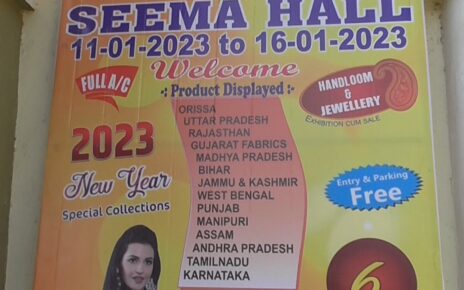 SEEMA HALL
11-01-2023 to 16-01-2023
Welcome
FULL A/C
:- Product Displayed :-
HANDLOOM
&
JEWELLERY
EXHIBITION CUM SALE
2023
New Year
Special Collections
ORISSA
UTTAR PRADESH
RAJASTHAN
GUJARAT FABRICS
MADHYA PRADESH
BIHAR
JAMMU & KASHMIR
WEST BENGAL
PUNJAB
MANIPURI
ASSAM
ANDHRA PRADESH
TAMILNADU
KARNATAKA
Entry & Parking
Free
6